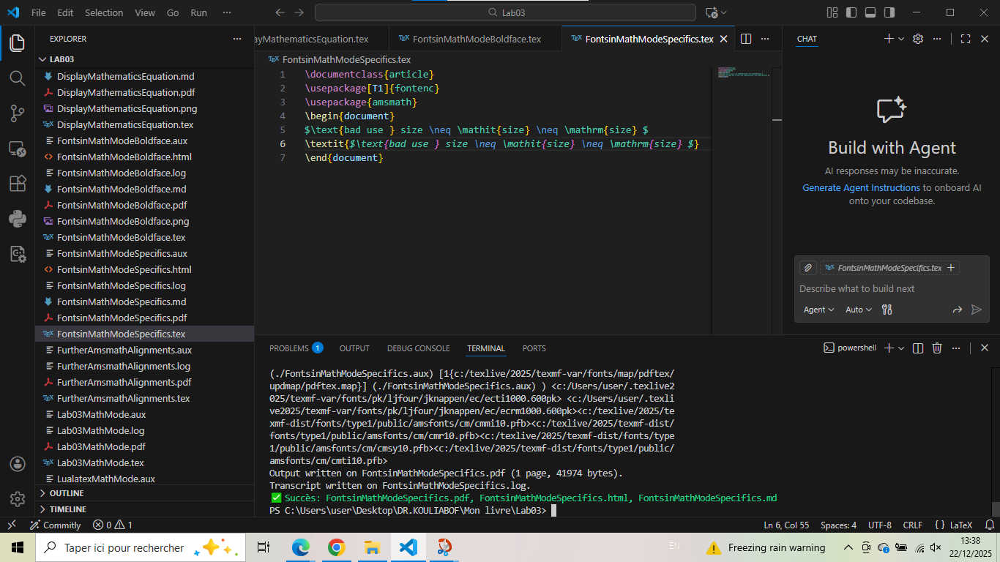 File Edit Selection View Go Run ···
Lab03
EXPLORER ···
LAB03
DisplayMathematicsEquation.md
DisplayMathematicsEquation.pdf
DisplayMathematicsEquation.png
DisplayMathematicsEquation.tex
FontsinMathModeBoldface.aux
FontsinMathModeBoldface.html
FontsinMathModeBoldface.log
FontsinMathModeBoldface.md
FontsinMathModeBoldface.pdf
FontsinMathModeBoldface.png
FontsinMathModeBoldface.tex
FontsinMathModeSpecifics.aux
FontsinMathModeSpecifics.html
FontsinMathModeSpecifics.log
FontsinMathModeSpecifics.md
FontsinMathModeSpecifics.pdf
FontsinMathModeSpecifics.tex
FurtherAmsmathAlignments.aux
FurtherAmsmathAlignments.log
FurtherAmsmathAlignments.pdf
FurtherAmsmathAlignments.tex
Lab03MathMode.aux
Lab03MathMode.log
Lab03MathMode.pdf
Lab03MathMode.tex
LualatexMathMode.aux
OUTLINE
TIMELINE
ayMathematicsEquation.tex FontsinMathModeBoldface.tex FontsinMathModeSpecifics.tex ···
FontsinMathModeSpecifics.tex
1 \documentclass{article}
2 \usepackage[T1]{fontenc}
3 \usepackage{amsmath}
4 \begin{document}
5 $\text{bad use } size \neq \mathit{size} \neq \mathrm{size} $
6 \textit{$\text{bad use } size \neq \mathit{size} \neq \mathrm{size} $}
7 \end{document}
PROBLEMS 1 OUTPUT DEBUG CONSOLE TERMINAL PORTS powershell ···
(./FontsinMathModeSpecifics.aux) [1{c:/texlive/2025/texmf-var/fonts/map/pdftex/
updmap/pdftex.map}] (./FontsinMathModeSpecifics.aux) ) <c:/Users/user/.texlive2
025/texmf-var/fonts/pk/ljfour/jknappen/ec/ecti1000.600pk> <c:/Users/user/.texli
ve2025/texmf-var/fonts/pk/ljfour/jknappen/ec/ecrm1000.600pk><c:/texlive/2025/te
xmf-dist/fonts/type1/public/amsfonts/cm/cmmi10.pfb><c:/texlive/2025/texmf-dist/
fonts/type1/public/amsfonts/cm/cmr10.pfb><c:/texlive/2025/texmf-dist/fonts/type
1/public/amsfonts/cm/cmsy10.pfb><c:/texlive/2025/texmf-dist/fonts/type1/public/
amsfonts/cm/cmti10.pfb>
Output written on FontsinMathModeSpecifics.pdf (1 page, 41974 bytes).
Transcript written on FontsinMathModeSpecifics.log.
✅ Succès: FontsinMathModeSpecifics.pdf, FontsinMathModeSpecifics.html, FontsinMathModeSpecifics.md
PS C:\Users\user\Desktop\DR.KOULIABOF\Mon livre\Lab03>
CHAT ···
Build with Agent
AI responses may be inaccurate.
Generate Agent Instructions to onboard AI
onto your codebase.
FontsinMathModeSpecifics.tex
Describe what to build next
Agent Auto
Commitly 0 1 Ln 6, Col 55 Spaces: 4 UTF-8 CRLF {} LaTeX
Taper ici pour rechercher EN Freezing rain warning 13:38
22/12/2025